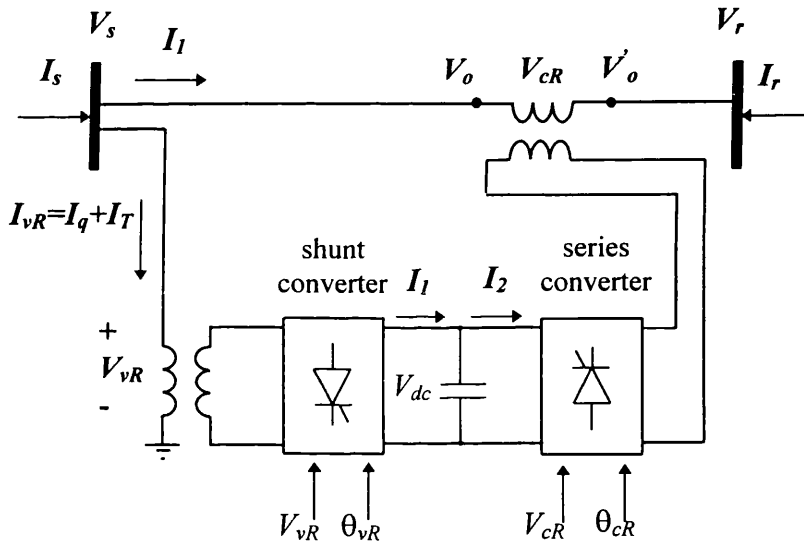 Vs
I1
Is
Vo
VcR
V'o
Vr
Ir
IvR=Iq+IT
shunt
converter
I1
I2
series
converter
+
VvR
-
Vdc
VvR
θvR
VcR
θcR